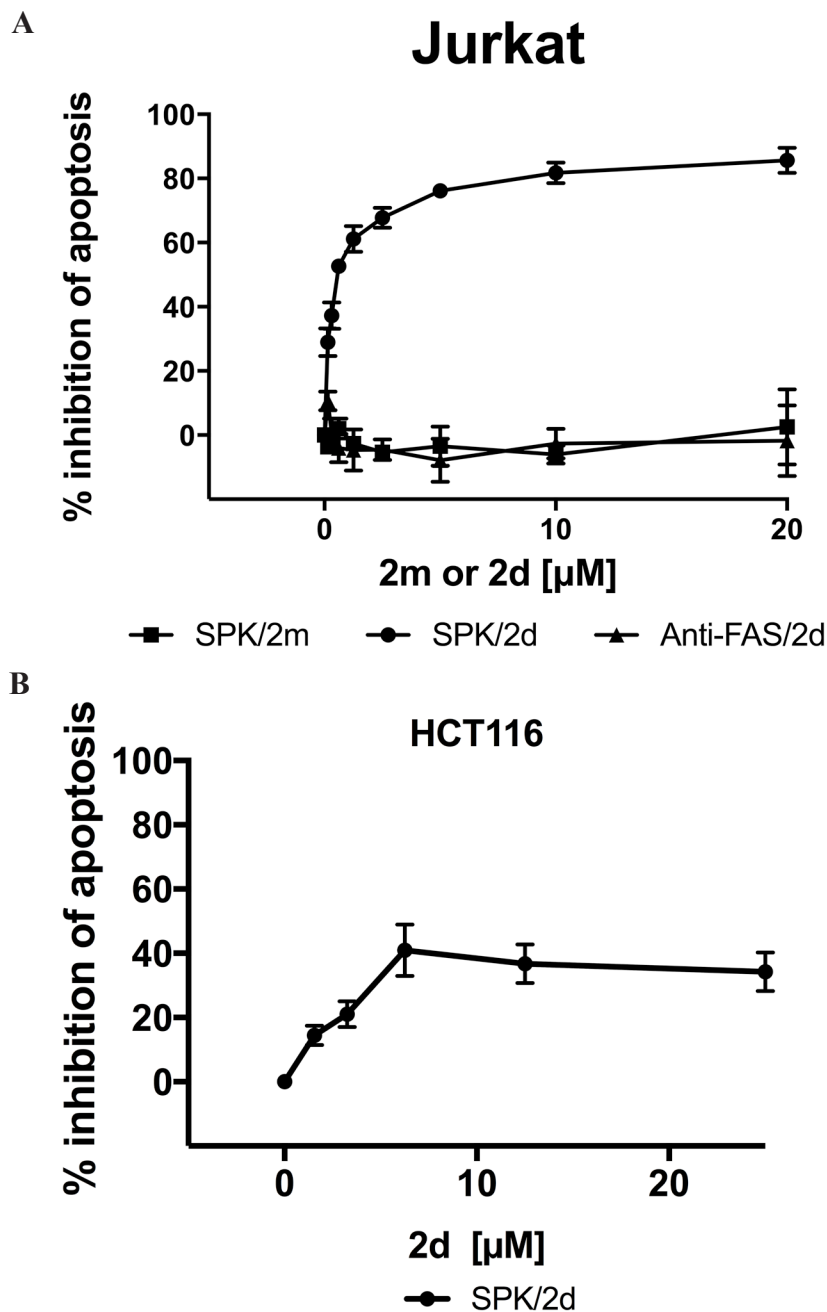 A
Jurkat
% inhibition of apoptosis
100
80
60
40
20
0
0 10 20
2m or 2d [µM]
SPK/2m SPK/2d Anti-FAS/2d
B
HCT116
% inhibition of apoptosis
100
80
60
40
20
0
0 10 20
2d [µM]
SPK/2d